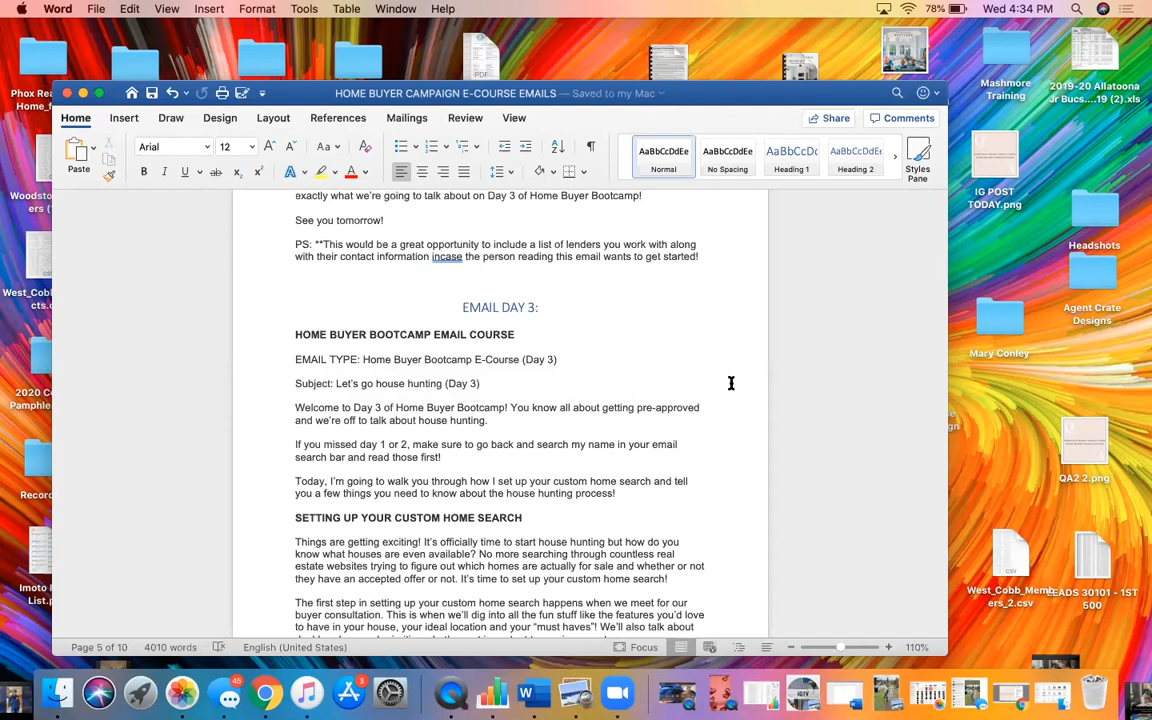 Word File Edit View Insert Format Tools Table Window Help 78% Wed 4:34 PM
HOME BUYER CAMPAIGN E-COURSE EMAILS — Saved to my Mac
Home Insert Draw Design Layout References Mailings Review View Share Comments
Paste Arial 12 Aa AaBbCcDdEe AaBbCcDdEe AaBbCcDc AaBbCcDdEe
B I U ab x₂ x² A A Normal No Spacing Heading 1 Heading 2 Styles Pane
exactly what we're going to talk about on Day 3 of Home Buyer Bootcamp!
See you tomorrow!
PS: **This would be a great opportunity to include a list of lenders you work with along
with their contact information incase the person reading this email wants to get started!
EMAIL DAY 3:
HOME BUYER BOOTCAMP EMAIL COURSE
EMAIL TYPE: Home Buyer Bootcamp E-Course (Day 3)
Subject: Let's go house hunting (Day 3)
Welcome to Day 3 of Home Buyer Bootcamp! You know all about getting pre-approved
and we're off to talk about house hunting.
If you missed day 1 or 2, make sure to go back and search my name in your email
search bar and read those first!
Today, I'm going to walk you through how I set up your custom home search and tell
you a few things you need to know about the house hunting process!
SETTING UP YOUR CUSTOM HOME SEARCH
Things are getting exciting! It's officially time to start house hunting but how do you
know what houses are even available? No more searching through countless real
estate websites trying to figure out which homes are actually for sale and whether or not
they have an accepted offer or not. It's time to set up your custom home search!
The first step in setting up your custom home search happens when we meet for our
buyer consultation. This is when we'll dig into all the fun stuff like the features you'd love
to have in your house, your ideal location and your "must haves"! We'll also talk about
Page 5 of 10 4010 words English (United States) Focus 110%
Phox Rea
Home_f
Woodsto
ers (2)
West_Cobb
cts.c
2020 C
Pamphle
Record
Imoto F
List.p
PDF
Mashmore
Training
2019-20 Allatoona
Jr Bucs....19 (2).xls
IG POST
TODAY.png
Headshots
Agent Crate
Designs
Mary Conley
QA2 2.png
CSV
West_Cobb_Memb
ers_2.csv
LEADS 30101 - 1ST
500
45
3
IGTV